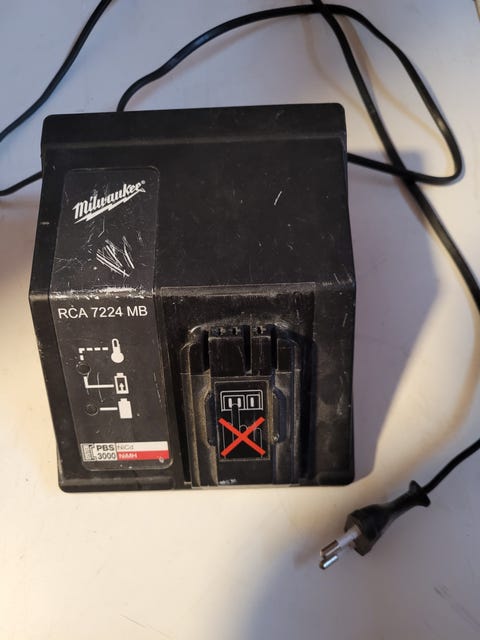 Milwaukee®
RCA 7224 MB
PBS NiCd
3000 NiMH